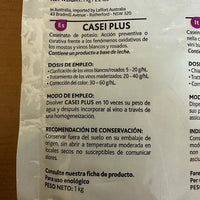 in Australia, Imported by Laffort Australia
43 Bradmill Avenue - Rutherford - NSW 320
Es CASEI PLUS
Caseinato de potasio. Acción preventiva o
curativa frente a los fenómenos oxidativos de
los mostos y vinos blancos y rosados.
Contiene un producto a base de leche.
DOSIS DE EMPLEO:
• Clarificación de los vinos blancos/rosados: 5 - 20 g/hL.
• Tratamiento de los vinos maderizados: 20 - 40 g/hL.
• Corrección del color: 30 - 60 g/hL.
MODO DE EMPLEO:
Disolver CASEI PLUS en 10 veces su peso de
agua y después incorporarlo al vino a través de
una homogeneización.
RECOMENDACIÓN DE CONSERVACIÓN:
Conservar fuera del suelo en su embalaje de
origen, sin abrir a temperatura moderada en
locales secos no susceptibles de comunicar
olores.
Consulte nuestra ficha de producto.
Para uso enológico
PESO NETO: 1 kg